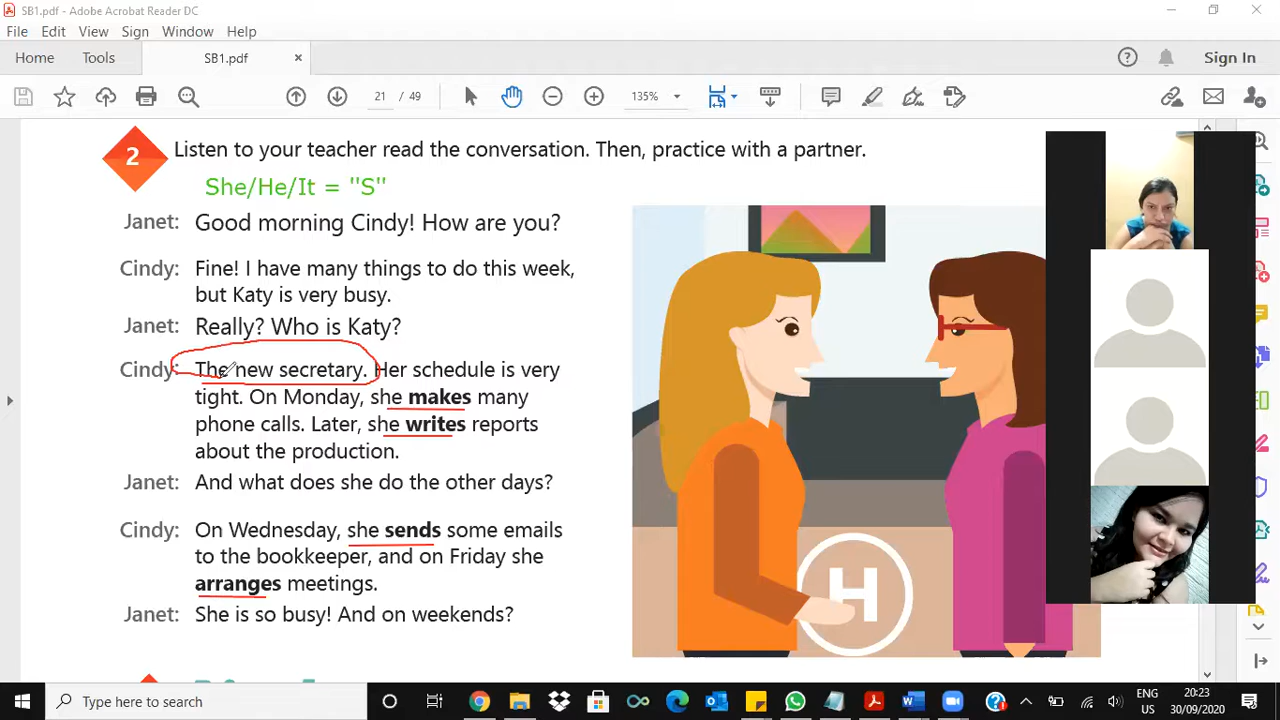 SB1.pdf - Adobe Acrobat Reader DC
File Edit View Sign Window Help
Home Tools SB1.pdf × Sign In
21 / 49 135%
2 Listen to your teacher read the conversation. Then, practice with a partner.
She/He/It = "S"
Janet: Good morning Cindy! How are you?
Cindy: Fine! I have many things to do this week,
but Katy is very busy.
Janet: Really? Who is Katy?
Cindy: The new secretary. Her schedule is very
tight. On Monday, she makes many
phone calls. Later, she writes reports
about the production.
Janet: And what does she do the other days?
Cindy: On Wednesday, she sends some emails
to the bookkeeper, and on Friday she
arranges meetings.
Janet: She is so busy! And on weekends?
H
Type here to search
ENG 20:23
US 30/09/2020